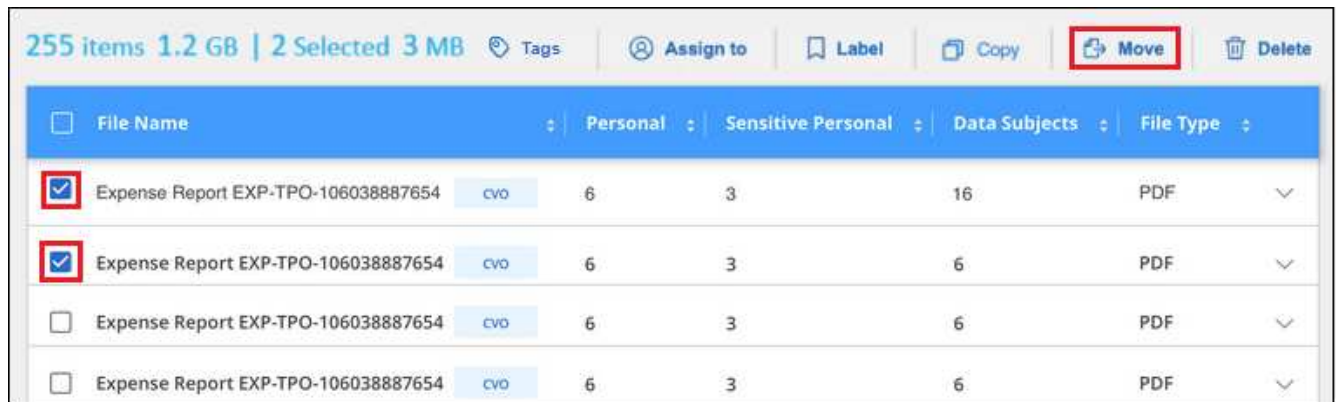 255 items 1.2 GB | 2 Selected 3 MB Tags Assign to Label Copy Move Delete
File Name Personal Sensitive Personal Data Subjects File Type
Expense Report EXP-TPO-106038887654 CVO 6 3 16 PDF
Expense Report EXP-TPO-106038887654 CVO 6 3 6 PDF
Expense Report EXP-TPO-106038887654 CVO 6 3 6 PDF
Expense Report EXP-TPO-106038887654 CVO 6 3 6 PDF